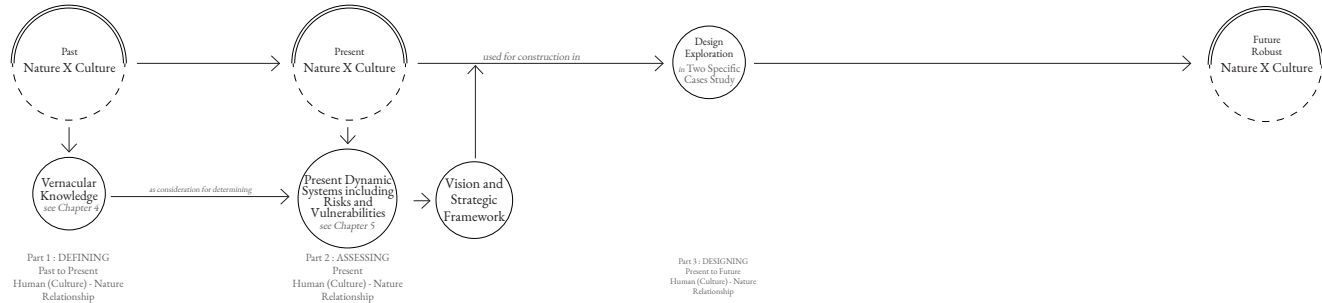 Past
Nature X Culture
Present
Nature X Culture
used for construction in
Design
Exploration
in Two Specific
Cases Study
Future
Robust
Nature X Culture
Vernacular
Knowledge
see Chapter 4
as consideration for determining
Present Dynamic
Systems including
Risks and
Vulnerabilities
see Chapter 5
Vision and
Strategic
Framework
Part 1 : DEFINING
Past to Present
Human (Culture) - Nature
Relationship
Part 2 : ASSESSING
Present
Human (Culture) - Nature
Relationship
Part 3 : DESIGNING
Present to Future
Human (Culture) - Nature
Relationship